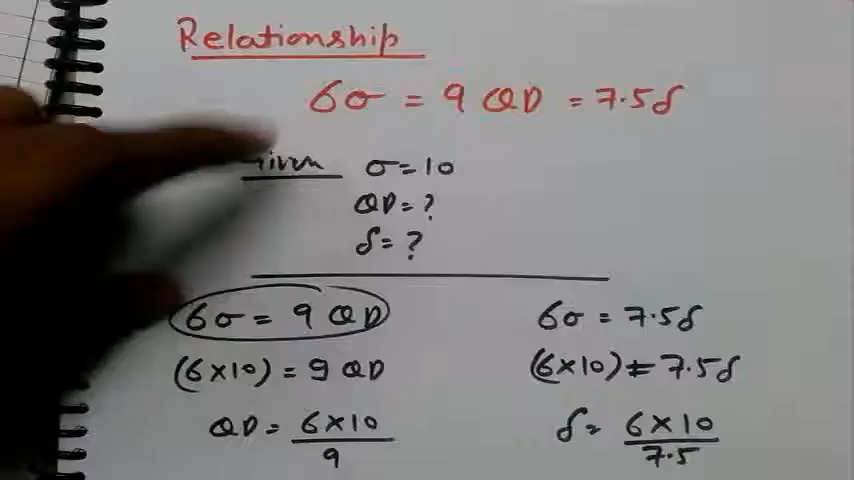 Relationship
6σ = 9 QD = 7.5δ
Given σ = 10
QD = ?
δ = ?
6σ = 9 QD
(6×10) = 9 QD
QD = 6×10 / 9
6σ = 7.5δ
(6×10) = 7.5δ
δ = 6×10 / 7.5